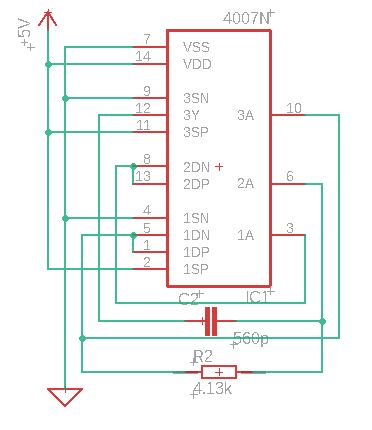 4007N
+5V
7 VSS
14 VDD
9 3SN
12 3Y 3A 10
11 3SP
8 2DN
13 2DP 2A 6
4 1SN
5 1DN 1A 3
1 1DP
2 1SP
C2 IC1
560p
R2
4.13k